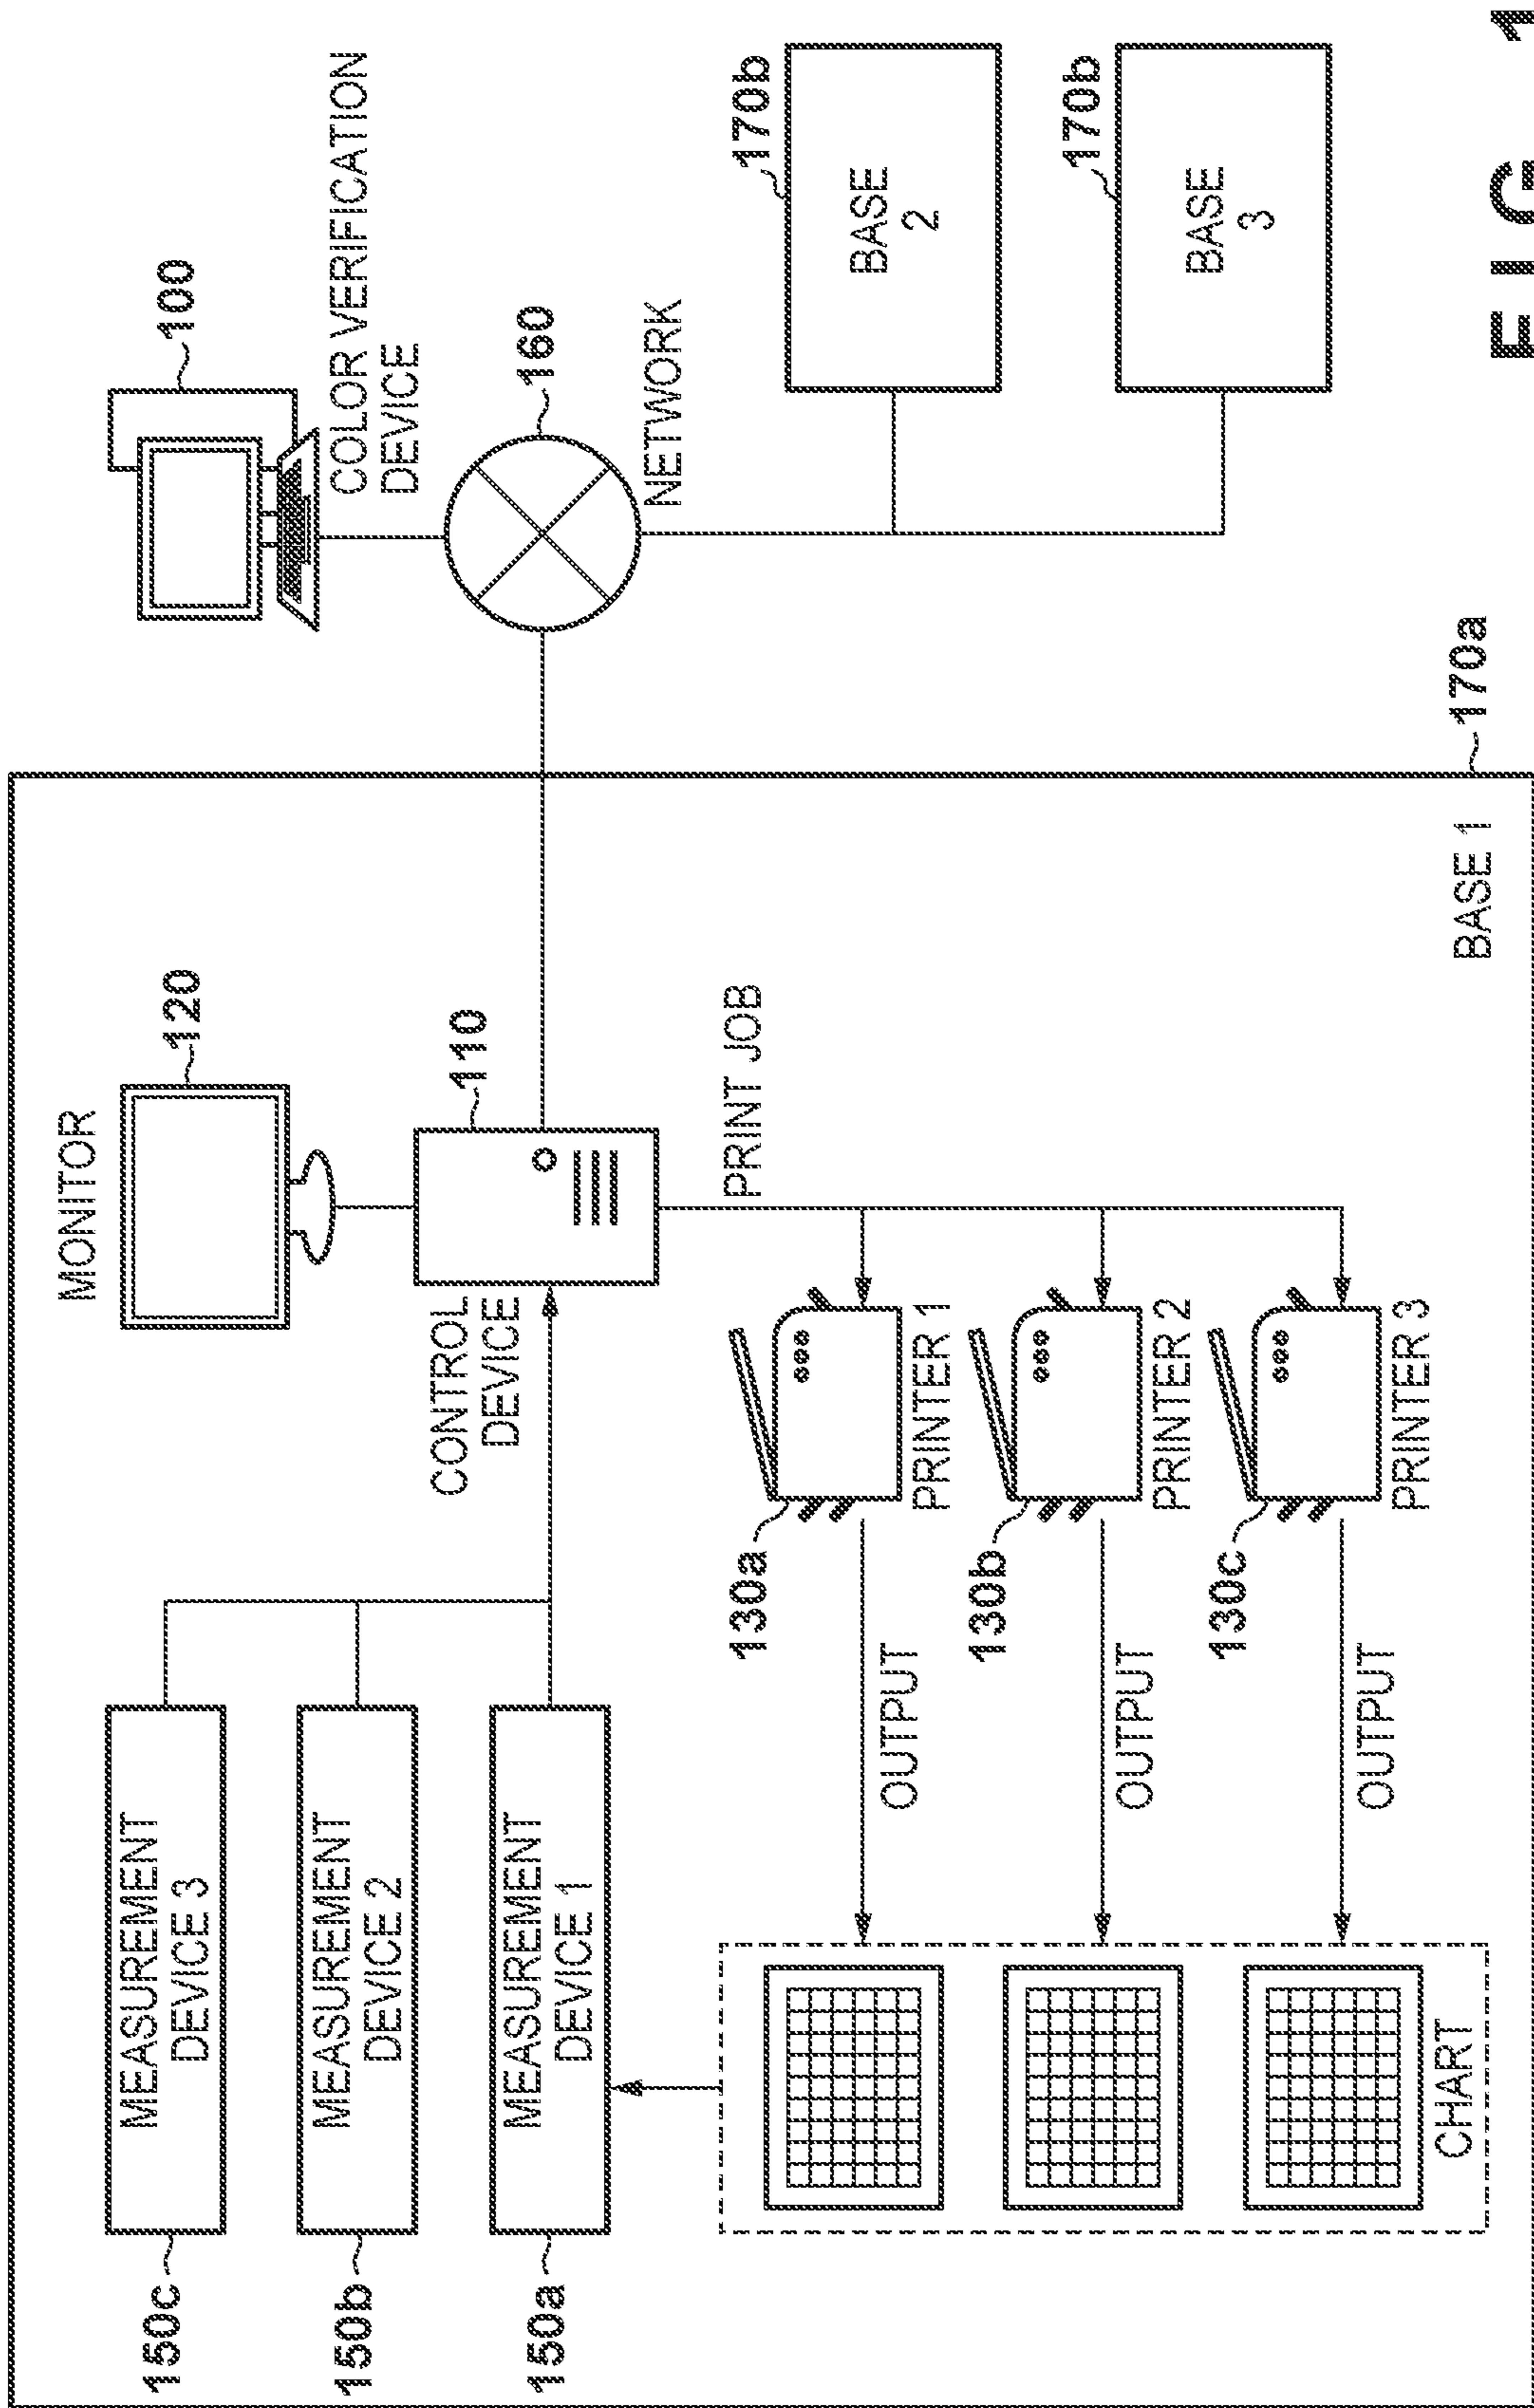 150c
MEASUREMENT
DEVICE 3
150b
MEASUREMENT
DEVICE 2
150a
MEASUREMENT
DEVICE 1
MONITOR
120
CONTROL
DEVICE
110
PRINT JOB
130a
PRINTER 1
OUTPUT
130b
PRINTER 2
OUTPUT
130c
PRINTER 3
OUTPUT
CHART
BASE 1
170a
100
COLOR VERIFICATION
DEVICE
160
NETWORK
170b
BASE
2
170b
BASE
3
FIG 1